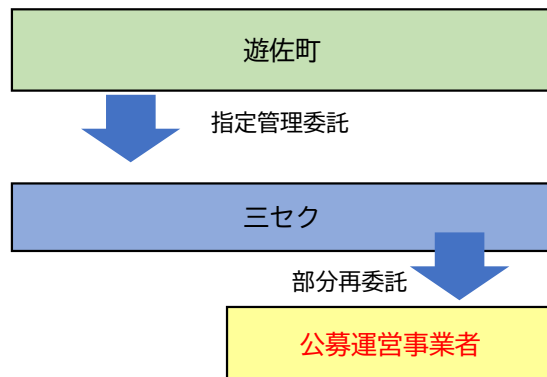 遊佐町
指定管理委託
三セク
部分再委託
公募運営事業者